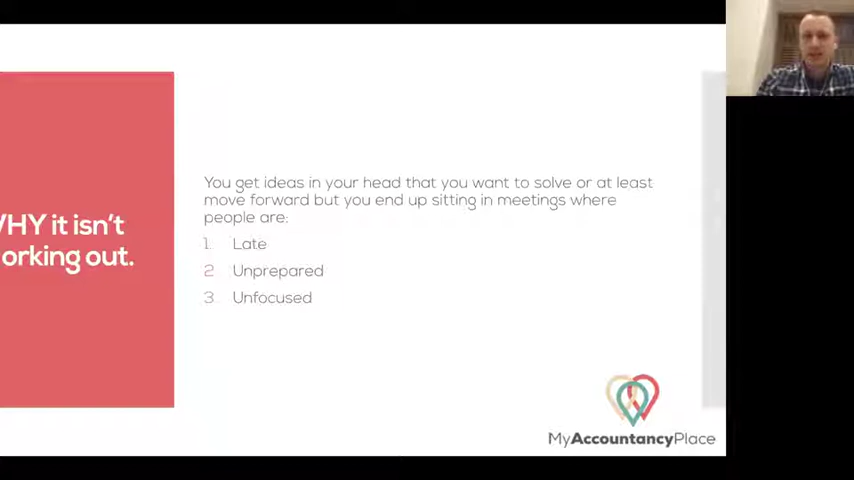 WHY it isn't
orking out.
You get ideas in your head that you want to solve or at least
move forward but you end up sitting in meetings where
people are:
1. Late
2 Unprepared
3. Unfocused
MyAccountancyPlace